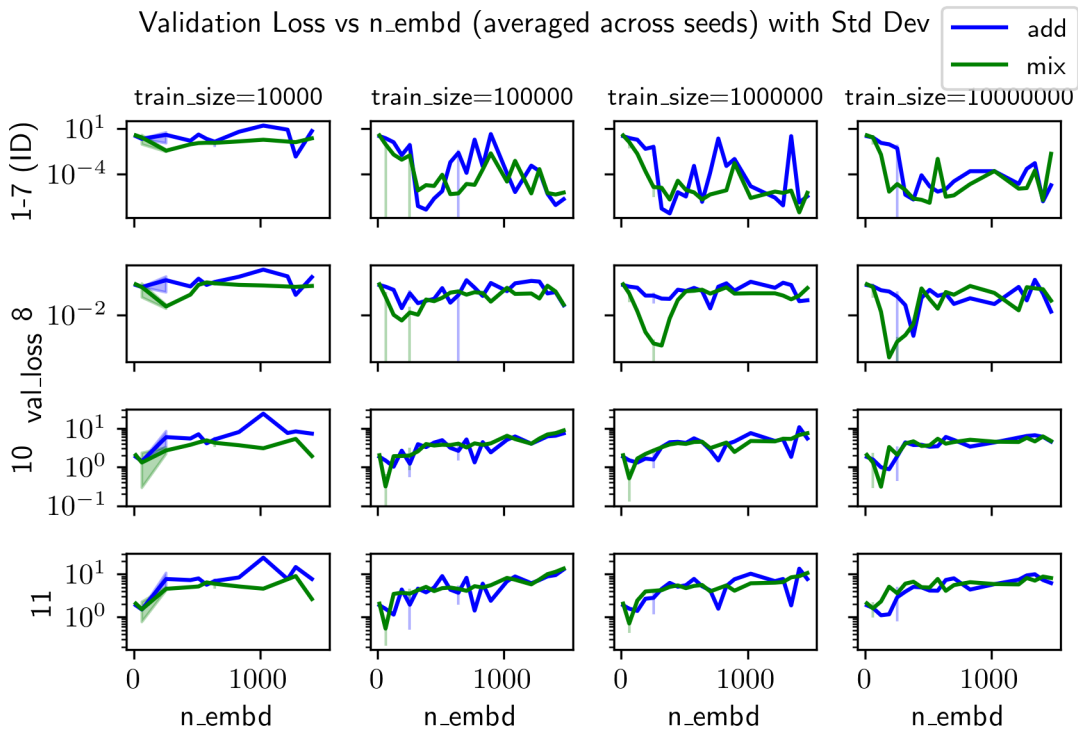 Validation Loss vs n_embd (averaged across seeds) with Std Dev
add
mix
train_size=10000
train_size=100000
train_size=1000000
train_size=10000000
1-7 (ID)
10^1
10^-4
8
10^-2
val_loss
10
10^1
10^0
10^-1
11
10^1
10^0
0
1000
0
1000
0
1000
0
1000
n_embd
n_embd
n_embd
n_embd